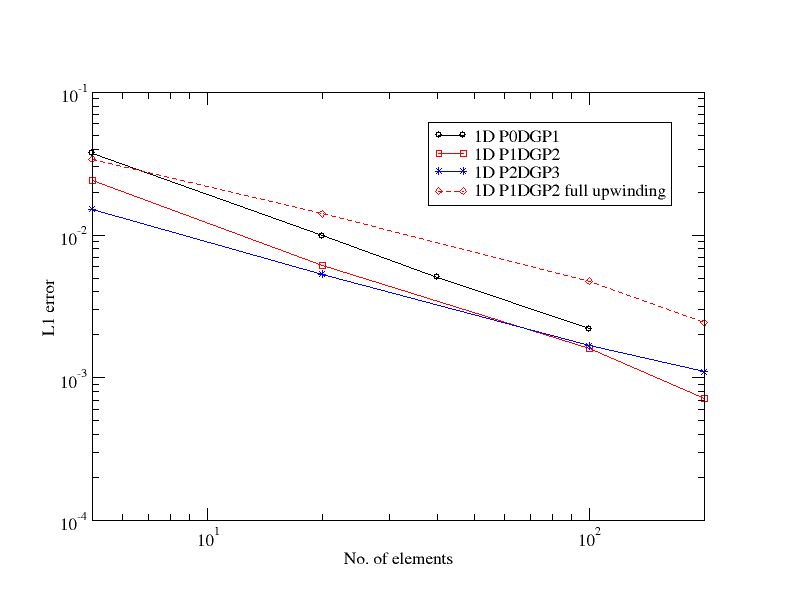 10^-1
10^-2
10^-3
10^-4
L1 error
1D P0DGP1
1D P1DGP2
1D P2DGP3
1D P1DGP2 full upwinding
10^1
10^2
No. of elements